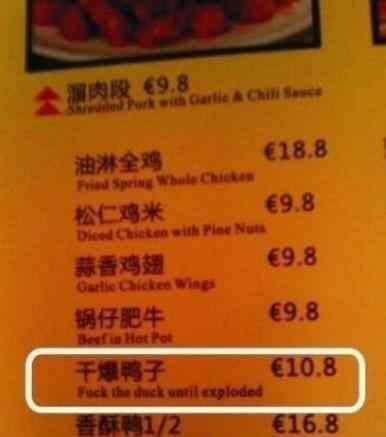 溜肉段 €9.8
Shredded Pork with Garlic & Chili Sauce
油淋全鸡 €18.8
Fried Spring Whole Chicken
松仁鸡米 €9.8
Diced Chicken with Pine Nuts
蒜香鸡翅 €9.8
Garlic Chicken Wings
锅仔肥牛 €9.8
Beef in Hot Pot
干爆鸭子 €10.8
Fuck the duck until exploded
香酥鸭1/2 €16.8